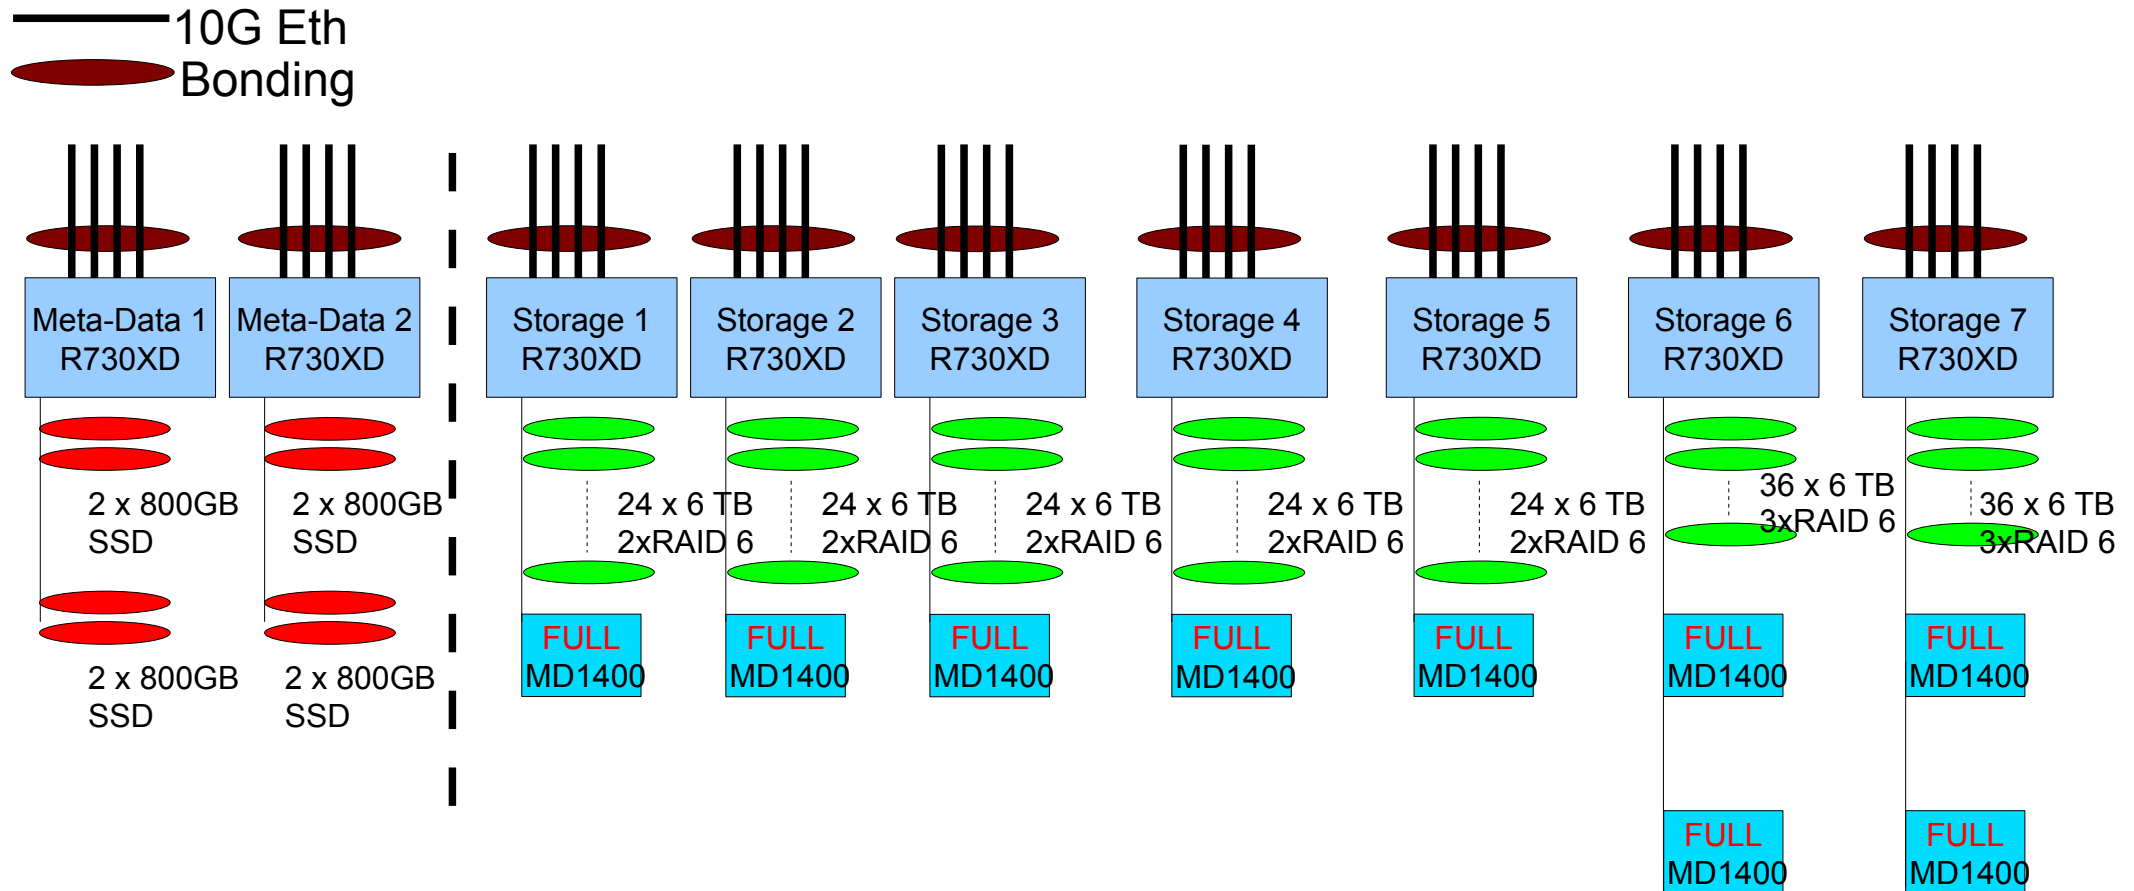 10G Eth
Bonding
Meta-Data 1
R730XD
Meta-Data 2
R730XD
Storage 1
R730XD
Storage 2
R730XD
Storage 3
R730XD
Storage 4
R730XD
Storage 5
R730XD
Storage 6
R730XD
Storage 7
R730XD
2 x 800GB
SSD
2 x 800GB
SSD
24 x 6 TB
2xRAID 6
24 x 6 TB
2xRAID 6
24 x 6 TB
2xRAID 6
24 x 6 TB
2xRAID 6
24 x 6 TB
2xRAID 6
36 x 6 TB
3xRAID 6
36 x 6 TB
3xRAID 6
2 x 800GB
SSD
2 x 800GB
SSD
FULL
MD1400
FULL
MD1400
FULL
MD1400
FULL
MD1400
FULL
MD1400
FULL
MD1400
FULL
MD1400
FULL
MD1400
FULL
MD1400